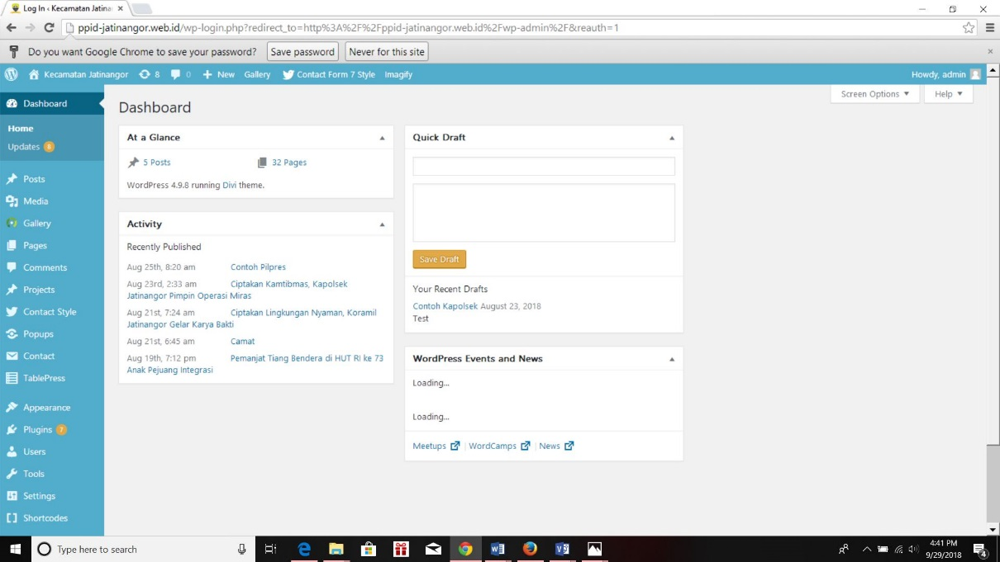 Log In ‹ Kecamatan Jatina
ppid-jatinangor.web.id/wp-login.php?redirect_to=http%3A%2F%2Fppid-jatinangor.web.id%2Fwp-admin%2F&reauth=1
Do you want Google Chrome to save your password? Save password Never for this site
Kecamatan Jatinangor 8 0 + New Gallery Contact Form 7 Style Imagify Howdy, admin
Screen Options ▼ Help ▼
Dashboard
Home
Updates 8
Posts
Media
Gallery
Pages
Comments
Projects
Contact Style
Popups
Contact
TablePress
Appearance
Plugins 7
Users
Tools
Settings
Shortcodes
Dashboard
At a Glance
5 Posts 32 Pages
WordPress 4.9.8 running Divi theme.
Activity
Recently Published
Aug 25th, 8:20 am Contoh Pilpres
Aug 23rd, 2:33 am Ciptakan Kamtibmas, Kapolsek
Jatinangor Pimpin Operasi Miras
Aug 21st, 7:24 am Ciptakan Lingkungan Nyaman, Koramil
Jatinangor Gelar Karya Bakti
Aug 21st, 6:45 am Camat
Aug 19th, 7:12 pm Pemanjat Tiang Bendera di HUT RI ke 73
Anak Pejuang Integrasi
Quick Draft
Save Draft
Your Recent Drafts
Contoh Kapolsek August 23, 2018
Test
WordPress Events and News
Loading...
Loading...
Meetups | WordCamps | News
Type here to search
4:41 PM
9/29/2018
4